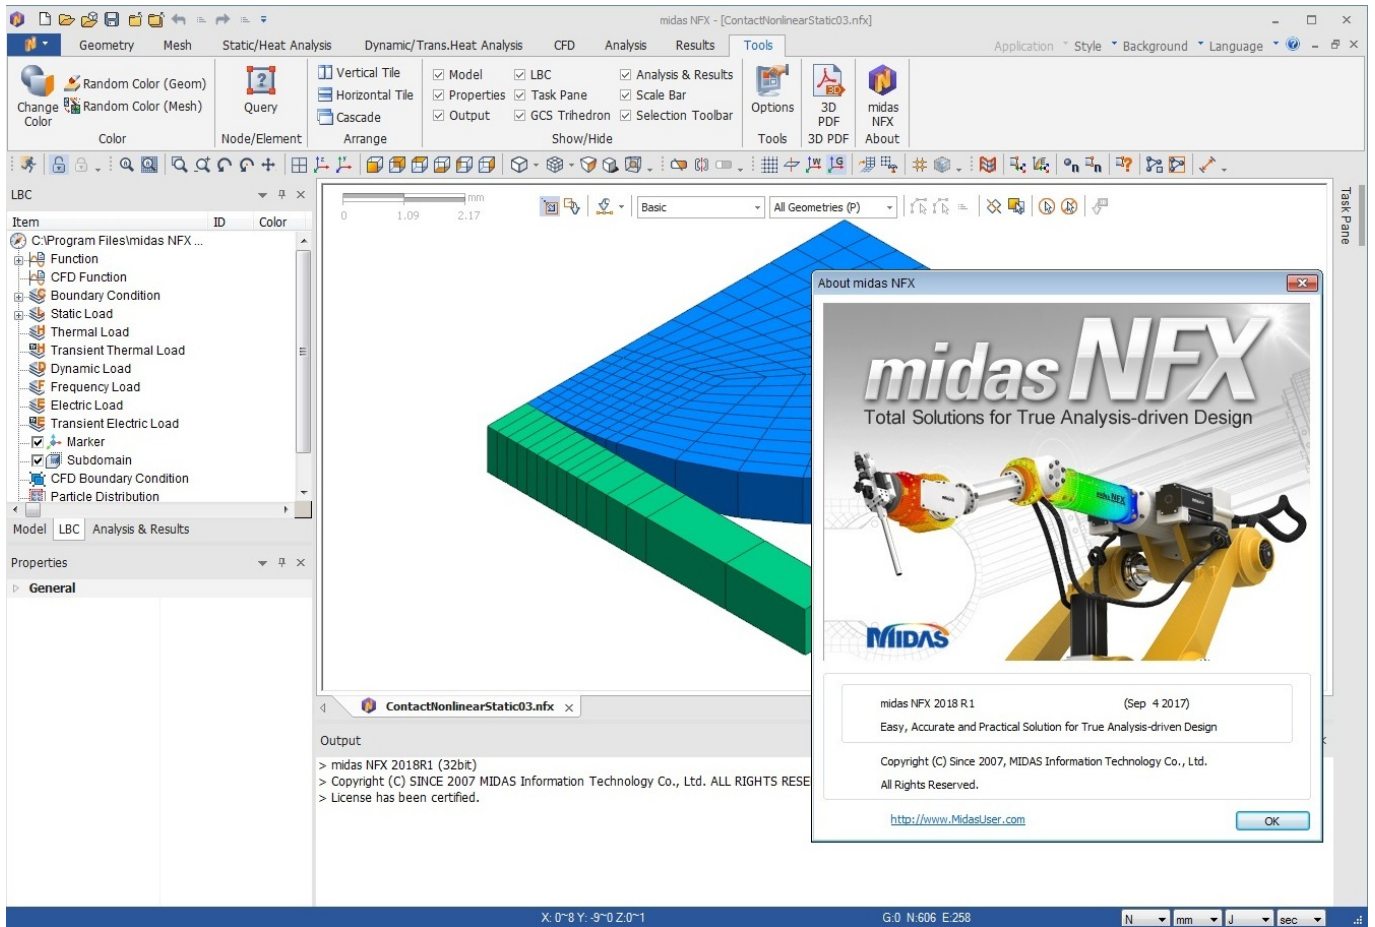 midas NFX - [ContactNonlinearStatic03.nfx]
Geometry Mesh Static/Heat Analysis Dynamic/Trans.Heat Analysis CFD Analysis Results Tools Application Style Background Language
Change Color
Random Color (Geom)
Random Color (Mesh)
Color
Query
Node/Element
Vertical Tile
Horizontal Tile
Cascade
Arrange
Model LBC Analysis & Results
Properties Task Pane Scale Bar
Output GCS Trihedron Selection Toolbar
Show/Hide
Options
Tools
3D PDF
3D PDF
midas NFX
About
LBC
Item ID Color
C:\Program Files\midas NFX ...
Function
CFD Function
Boundary Condition
Static Load
Thermal Load
Transient Thermal Load
Dynamic Load
Frequency Load
Electric Load
Transient Electric Load
Marker
Subdomain
CFD Boundary Condition
Particle Distribution
Model LBC Analysis & Results
Properties
General
mm
0 1.09 2.17
Basic
All Geometries (P)
Task Pane
About midas NFX
midas NFX
Total Solutions for True Analysis-driven Design
midas NFX
MIDAS
midas NFX 2018 R1 (Sep 4 2017)
Easy, Accurate and Practical Solution for True Analysis-driven Design
Copyright (C) Since 2007, MIDAS Information Technology Co., Ltd.
All Rights Reserved.
http://www.MidasUser.com
OK
ContactNonlinearStatic03.nfx
Output
> midas NFX 2018R1 (32bit)
> Copyright (C) SINCE 2007 MIDAS Information Technology Co., Ltd. ALL RIGHTS RESE
> License has been certified.
X: 0~8 Y: -9~0 Z:0~1
G:0 N:606 E:258
N mm J sec